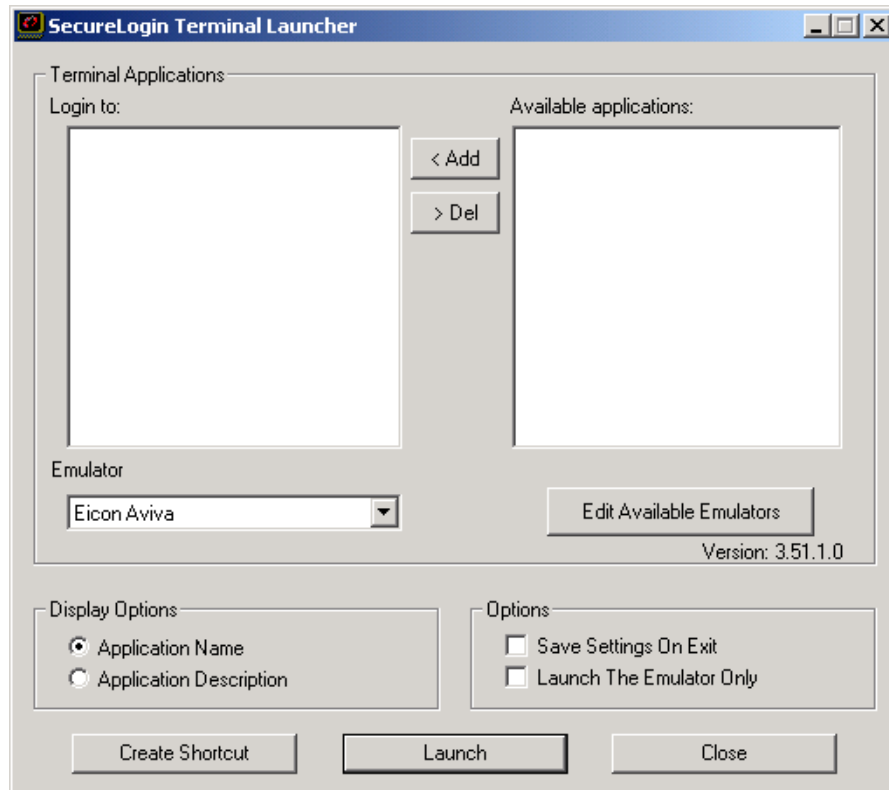 SecureLogin Terminal Launcher
Terminal Applications
Login to:
Available applications:
< Add
> Del
Emulator
Eicon Aviva
Edit Available Emulators
Version: 3.51.1.0
Display Options
Application Name
Application Description
Options
Save Settings On Exit
Launch The Emulator Only
Create Shortcut
Launch
Close